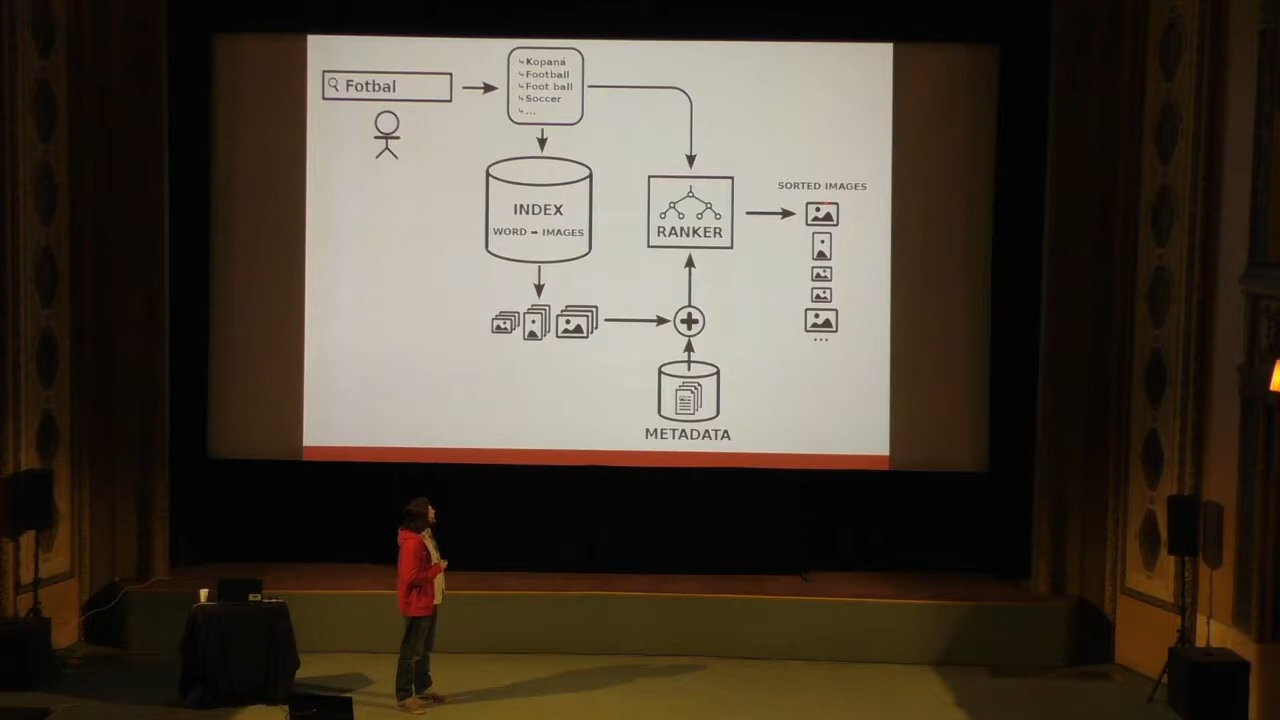 Fotbal
Kopaná
Football
Foot ball
Soccer
...
INDEX
WORD ➡ IMAGES
RANKER
SORTED IMAGES
...
METADATA